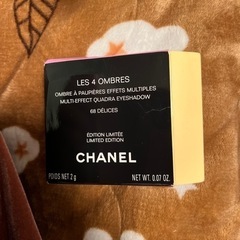 LES 4 OMBRES
OMBRE À PAUPIÈRES EFFETS MULTIPLES
MULTI-EFFECT QUADRA EYESHADOW
68 DÉLICES
ÉDITION LIMITÉE
LIMITED EDITION
CHANEL
POIDS NET 2 g NET WT. 0.07 OZ.